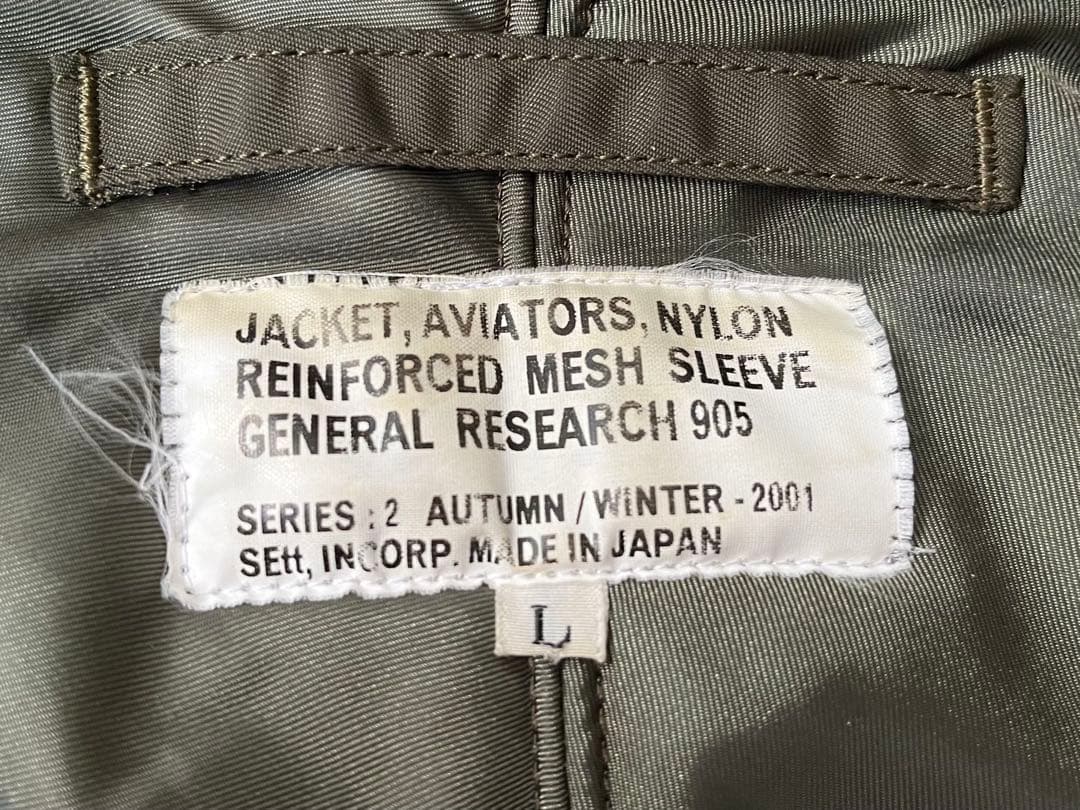 JACKET, AVIATORS, NYLON
REINFORCED MESH SLEEVE
GENERAL RESEARCH 905
SERIES : 2 AUTUMN / WINTER - 2001
SEtt, INCORP. MADE IN JAPAN
L